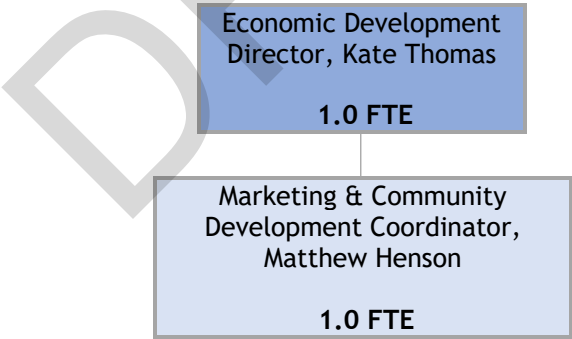 Economic Development
Director, Kate Thomas
1.0 FTE
Marketing & Community
Development Coordinator,
Matthew Henson
1.0 FTE